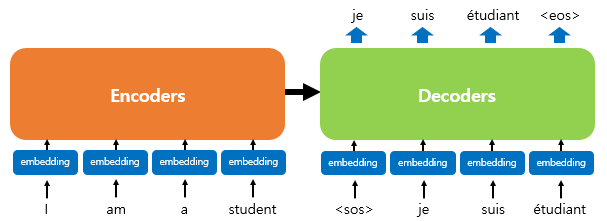 je suis étudiant <eos>
Encoders Decoders
embedding embedding embedding embedding embedding embedding embedding embedding
I am a student <sos> je suis étudiant